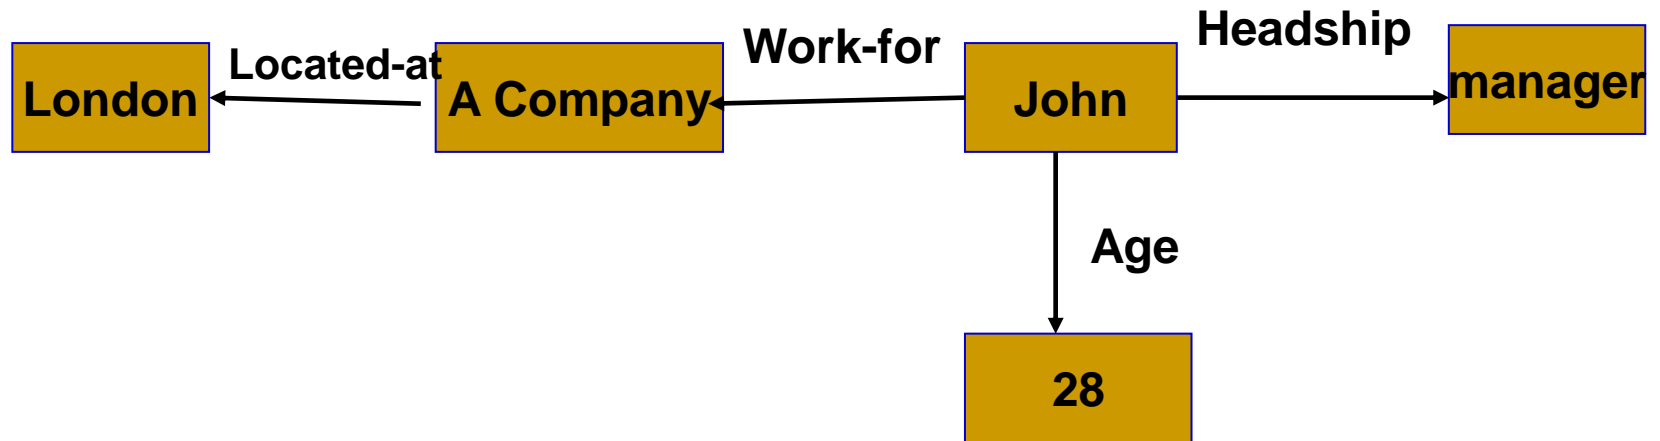 London
Located-at
A Company
Work-for
John
Headship
manager
Age
28